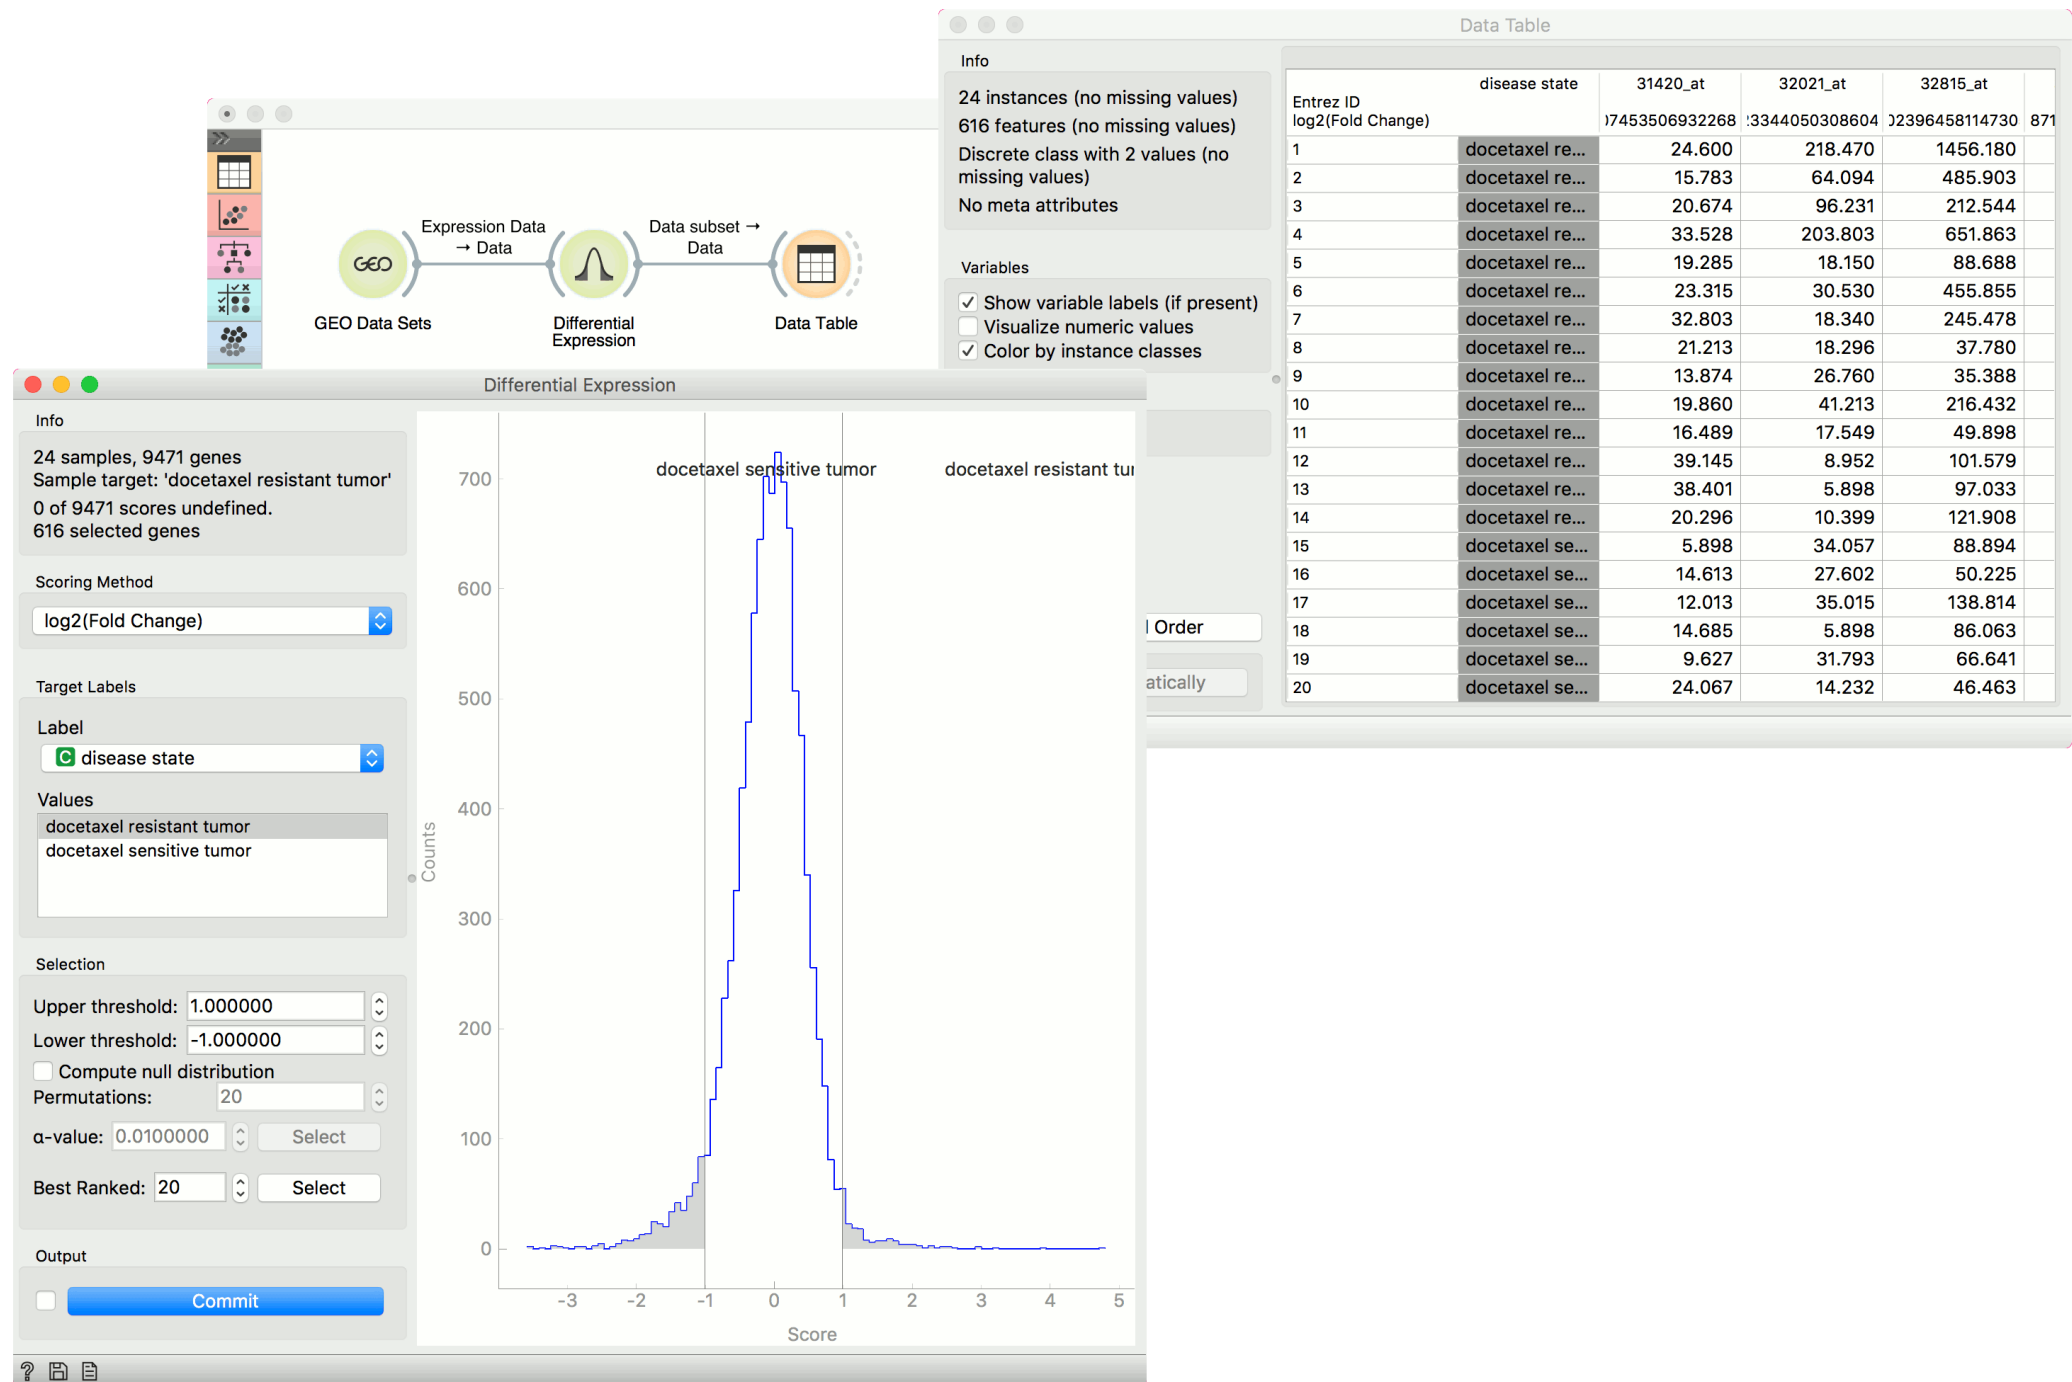 Data Table
Info
24 instances (no missing values)
616 features (no missing values)
Discrete class with 2 values (no
missing values)
No meta attributes
Variables
Show variable labels (if present)
Visualize numeric values
Color by instance classes
Order
atically
disease state 31420_at 32021_at 32815_at
Entrez ID
log2(Fold Change) )7453506932268 :3344050308604 )2396458114730 871
1 docetaxel re... 24.600 218.470 1456.180
2 docetaxel re... 15.783 64.094 485.903
3 docetaxel re... 20.674 96.231 212.544
4 docetaxel re... 33.528 203.803 651.863
5 docetaxel re... 19.285 18.150 88.688
6 docetaxel re... 23.315 30.530 455.855
7 docetaxel re... 32.803 18.340 245.478
8 docetaxel re... 21.213 18.296 37.780
9 docetaxel re... 13.874 26.760 35.388
10 docetaxel re... 19.860 41.213 216.432
11 docetaxel re... 16.489 17.549 49.898
12 docetaxel re... 39.145 8.952 101.579
13 docetaxel re... 38.401 5.898 97.033
14 docetaxel re... 20.296 10.399 121.908
15 docetaxel se... 5.898 34.057 88.894
16 docetaxel se... 14.613 27.602 50.225
17 docetaxel se... 12.013 35.015 138.814
18 docetaxel se... 14.685 5.898 86.063
19 docetaxel se... 9.627 31.793 66.641
20 docetaxel se... 24.067 14.232 46.463
Expression Data
→ Data
Data subset →
Data
GEO
GEO Data Sets
Differential
Expression
Data Table
Differential Expression
Info
24 samples, 9471 genes
Sample target: 'docetaxel resistant tumor'
0 of 9471 scores undefined.
616 selected genes
Scoring Method
log2(Fold Change)
Target Labels
Label
C disease state
Values
docetaxel resistant tumor
docetaxel sensitive tumor
Selection
Upper threshold: 1.000000
Lower threshold: -1.000000
Compute null distribution
Permutations: 20
α-value: 0.0100000 Select
Best Ranked: 20 Select
Output
Commit
docetaxel sensitive tumor docetaxel resistant tur
700
600
500
400
300
200
100
0
Counts
-3 -2 -1 0 1 2 3 4 5
Score